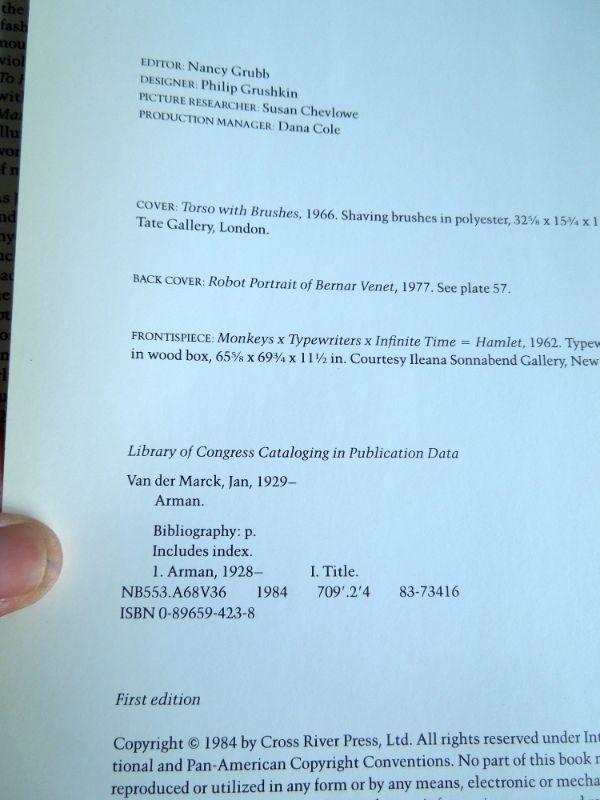 EDITOR: Nancy Grubb
DESIGNER: Philip Grushkin
PICTURE RESEARCHER: Susan Chevlowe
PRODUCTION MANAGER: Dana Cole
COVER: Torso with Brushes, 1966. Shaving brushes in polyester, 32⅝ x 15¾ x 1
Tate Gallery, London.
BACK COVER: Robot Portrait of Bernar Venet, 1977. See plate 57.
FRONTISPIECE: Monkeys x Typewriters x Infinite Time = Hamlet, 1962. Typew
in wood box, 65⅝ x 69¾ x 11½ in. Courtesy Ileana Sonnabend Gallery, New
Library of Congress Cataloging in Publication Data
Van der Marck, Jan, 1929–
Arman.
Bibliography: p.
Includes index.
1. Arman, 1928– I. Title.
NB553.A68V36 1984 709′.2′4 83-73416
ISBN 0-89659-423-8
First edition
Copyright © 1984 by Cross River Press, Ltd. All rights reserved under Int
tional and Pan-American Copyright Conventions. No part of this book
reproduced or utilized in any form or by any means, electronic or mecha